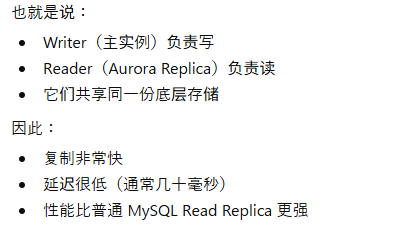 也就是说：
• Writer（主实例）负责写
• Reader（Aurora Replica）负责读
• 它们共享同一份底层存储
因此：
• 复制非常快
• 延迟很低（通常几十毫秒）
• 性能比普通 MySQL Read Replica 更强